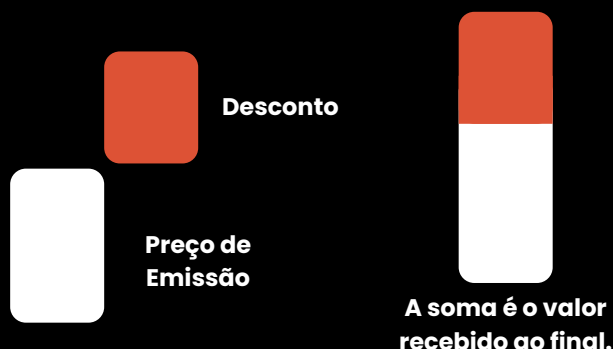 Desconto
Preço de
Emissão
A soma é o valor
recebido ao final.